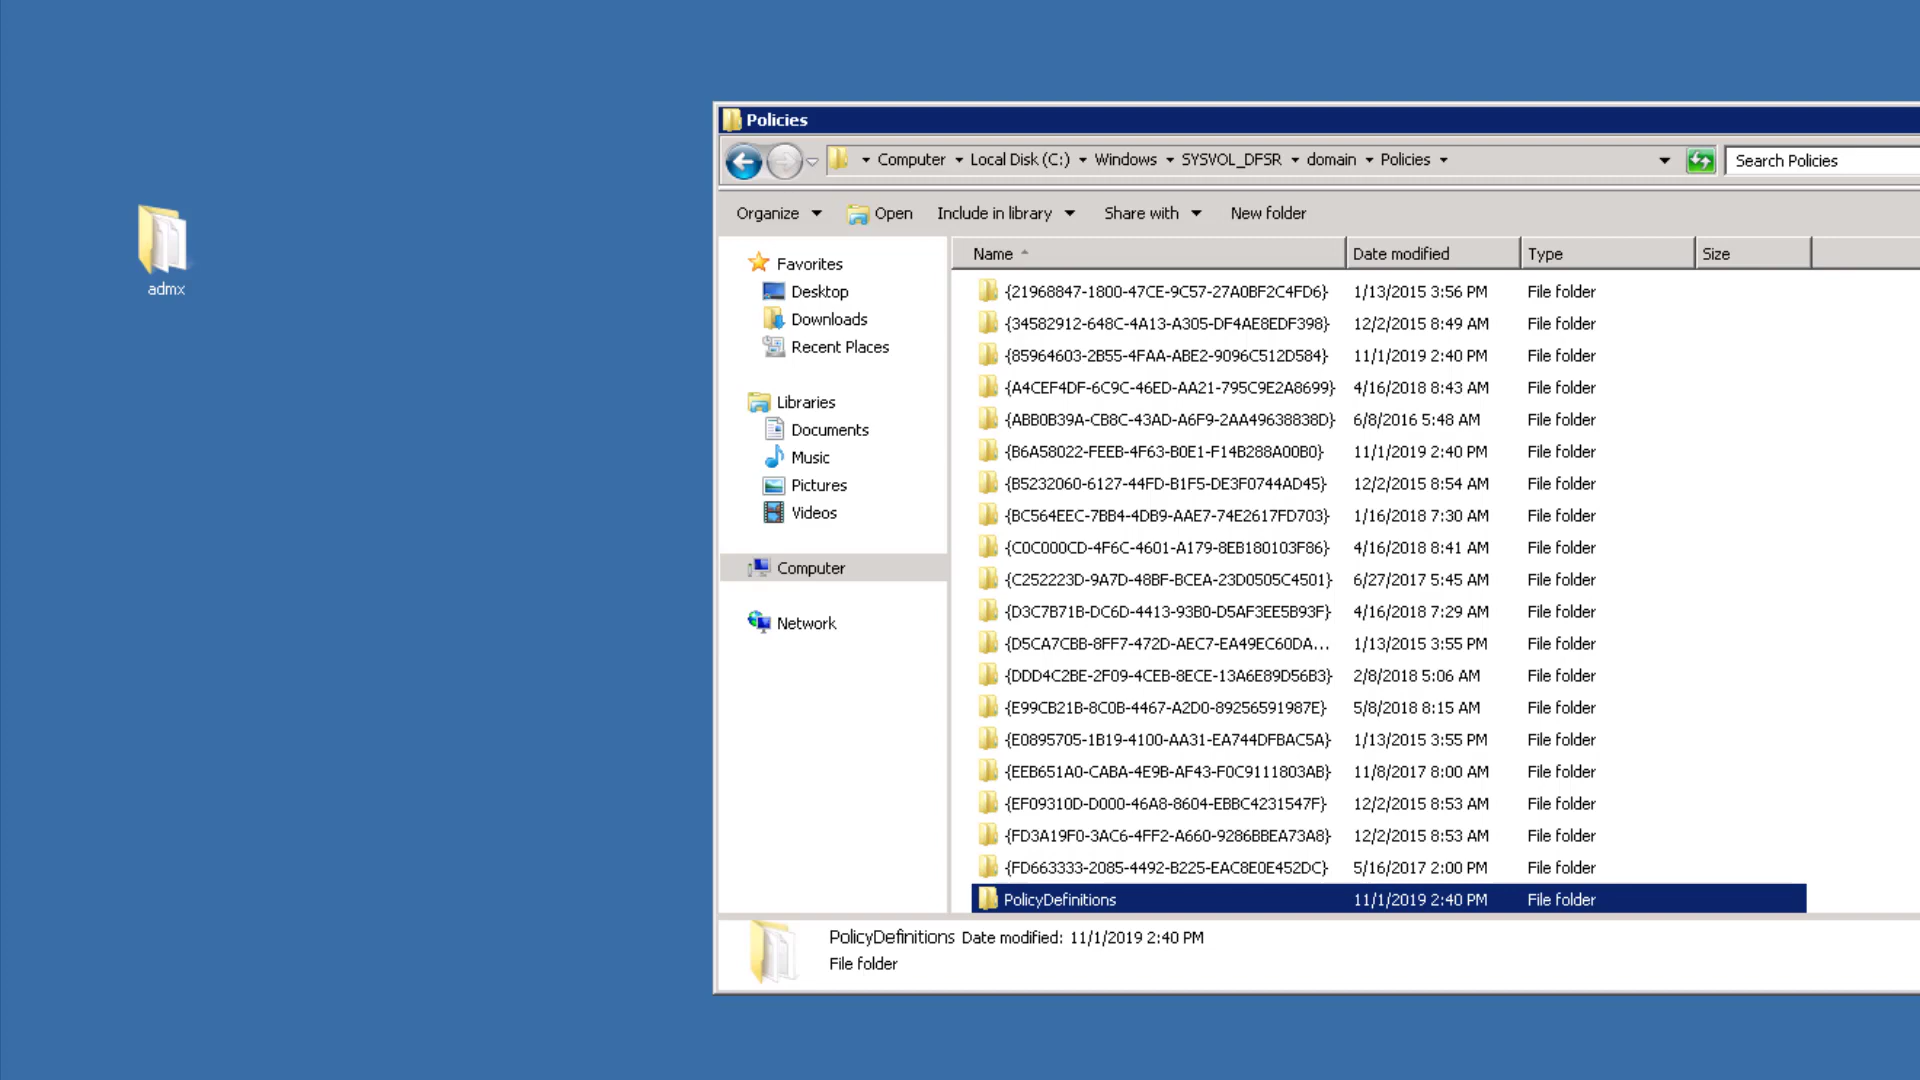 admx
Policies
Computer Local Disk (C:) Windows SYSVOL_DFSR domain Policies
Search Policies
Organize Open Include in library Share with New folder
Favorites
Desktop
Downloads
Recent Places
Libraries
Documents
Music
Pictures
Videos
Computer
Network
Name Date modified Type Size
{21968847-1800-47CE-9C57-27A0BF2C4FD6} 1/13/2015 3:56 PM File folder
{34582912-648C-4A13-A305-DF4AE8EDF398} 12/2/2015 8:49 AM File folder
{85964603-2B55-4FAA-ABE2-9096C512D584} 11/1/2019 2:40 PM File folder
{A4CEF4DF-6C9C-46ED-AA21-795C9E2A8699} 4/16/2018 8:43 AM File folder
{ABB0B39A-CB8C-43AD-A6F9-2AA49638838D} 6/8/2016 5:48 AM File folder
{B6A58022-FEEB-4F63-B0E1-F14B288A00B0} 11/1/2019 2:40 PM File folder
{B5232060-6127-44FD-B1F5-DE3F0744AD45} 12/2/2015 8:54 AM File folder
{BC564EEC-7BB4-4DB9-AAE7-74E2617FD703} 1/16/2018 7:30 AM File folder
{C0C000CD-4F6C-4601-A179-8EB180103F86} 4/16/2018 8:41 AM File folder
{C252223D-9A7D-48BF-BCEA-23D0505C4501} 6/27/2017 5:45 AM File folder
{D3C7B71B-DC6D-4413-93B0-D5AF3EE5B93F} 4/16/2018 7:29 AM File folder
{D5CA7CBB-8FF7-472D-AEC7-EA49EC60DA... 1/13/2015 3:55 PM File folder
{DDD4C2BE-2F09-4CEB-8ECE-13A6E89D56B3} 2/8/2018 5:06 AM File folder
{E99CB21B-8C0B-4467-A2D0-89256591987E} 5/8/2018 8:15 AM File folder
{E0895705-1B19-4100-AA31-EA744DFBAC5A} 1/13/2015 3:55 PM File folder
{EEB651A0-CABA-4E9B-AF43-F0C9111803AB} 11/8/2017 8:00 AM File folder
{EF09310D-D000-46A8-8604-EBBC4231547F} 12/2/2015 8:53 AM File folder
{FD3A19F0-3AC6-4FF2-A660-9286BBEA73A8} 12/2/2015 8:53 AM File folder
{FD663333-2085-4492-B225-EAC8E0E452DC} 5/16/2017 2:00 PM File folder
PolicyDefinitions 11/1/2019 2:40 PM File folder
PolicyDefinitions Date modified: 11/1/2019 2:40 PM
File folder